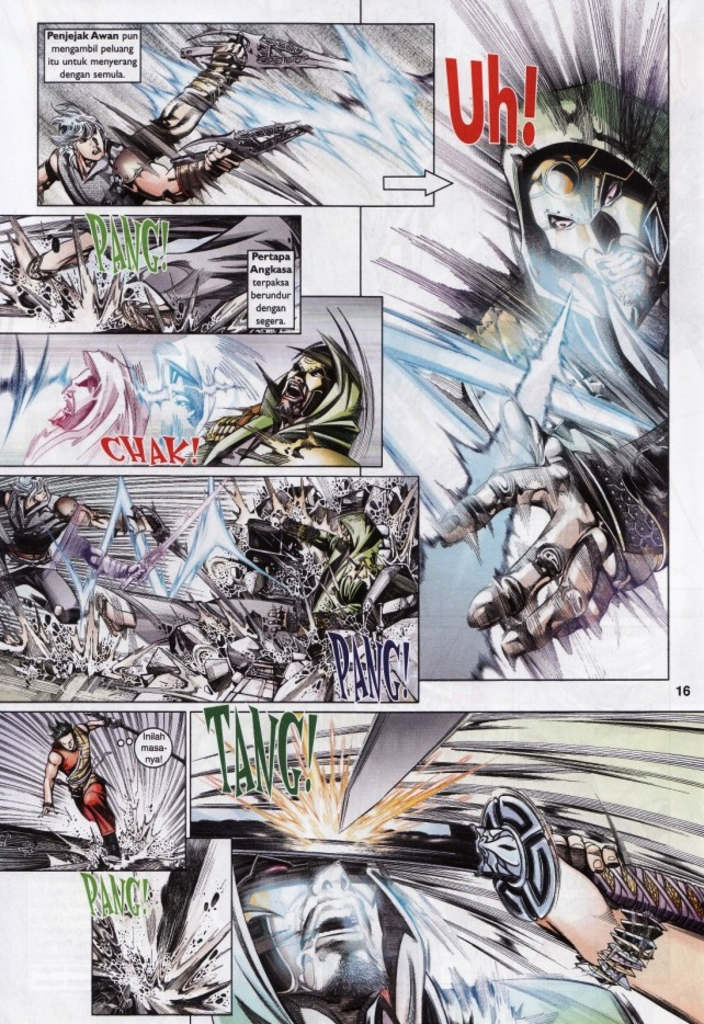 Penjejak Awan pun
mengambil peluang
itu untuk menyerang
dengan semula.
Uh!
PANG!
Pertapa
Angkasa
terpaksa
berundur
dengan
segera.
CHAK!
PANG!
16
Inilah
masa-
nya!
TANG!
PANG!